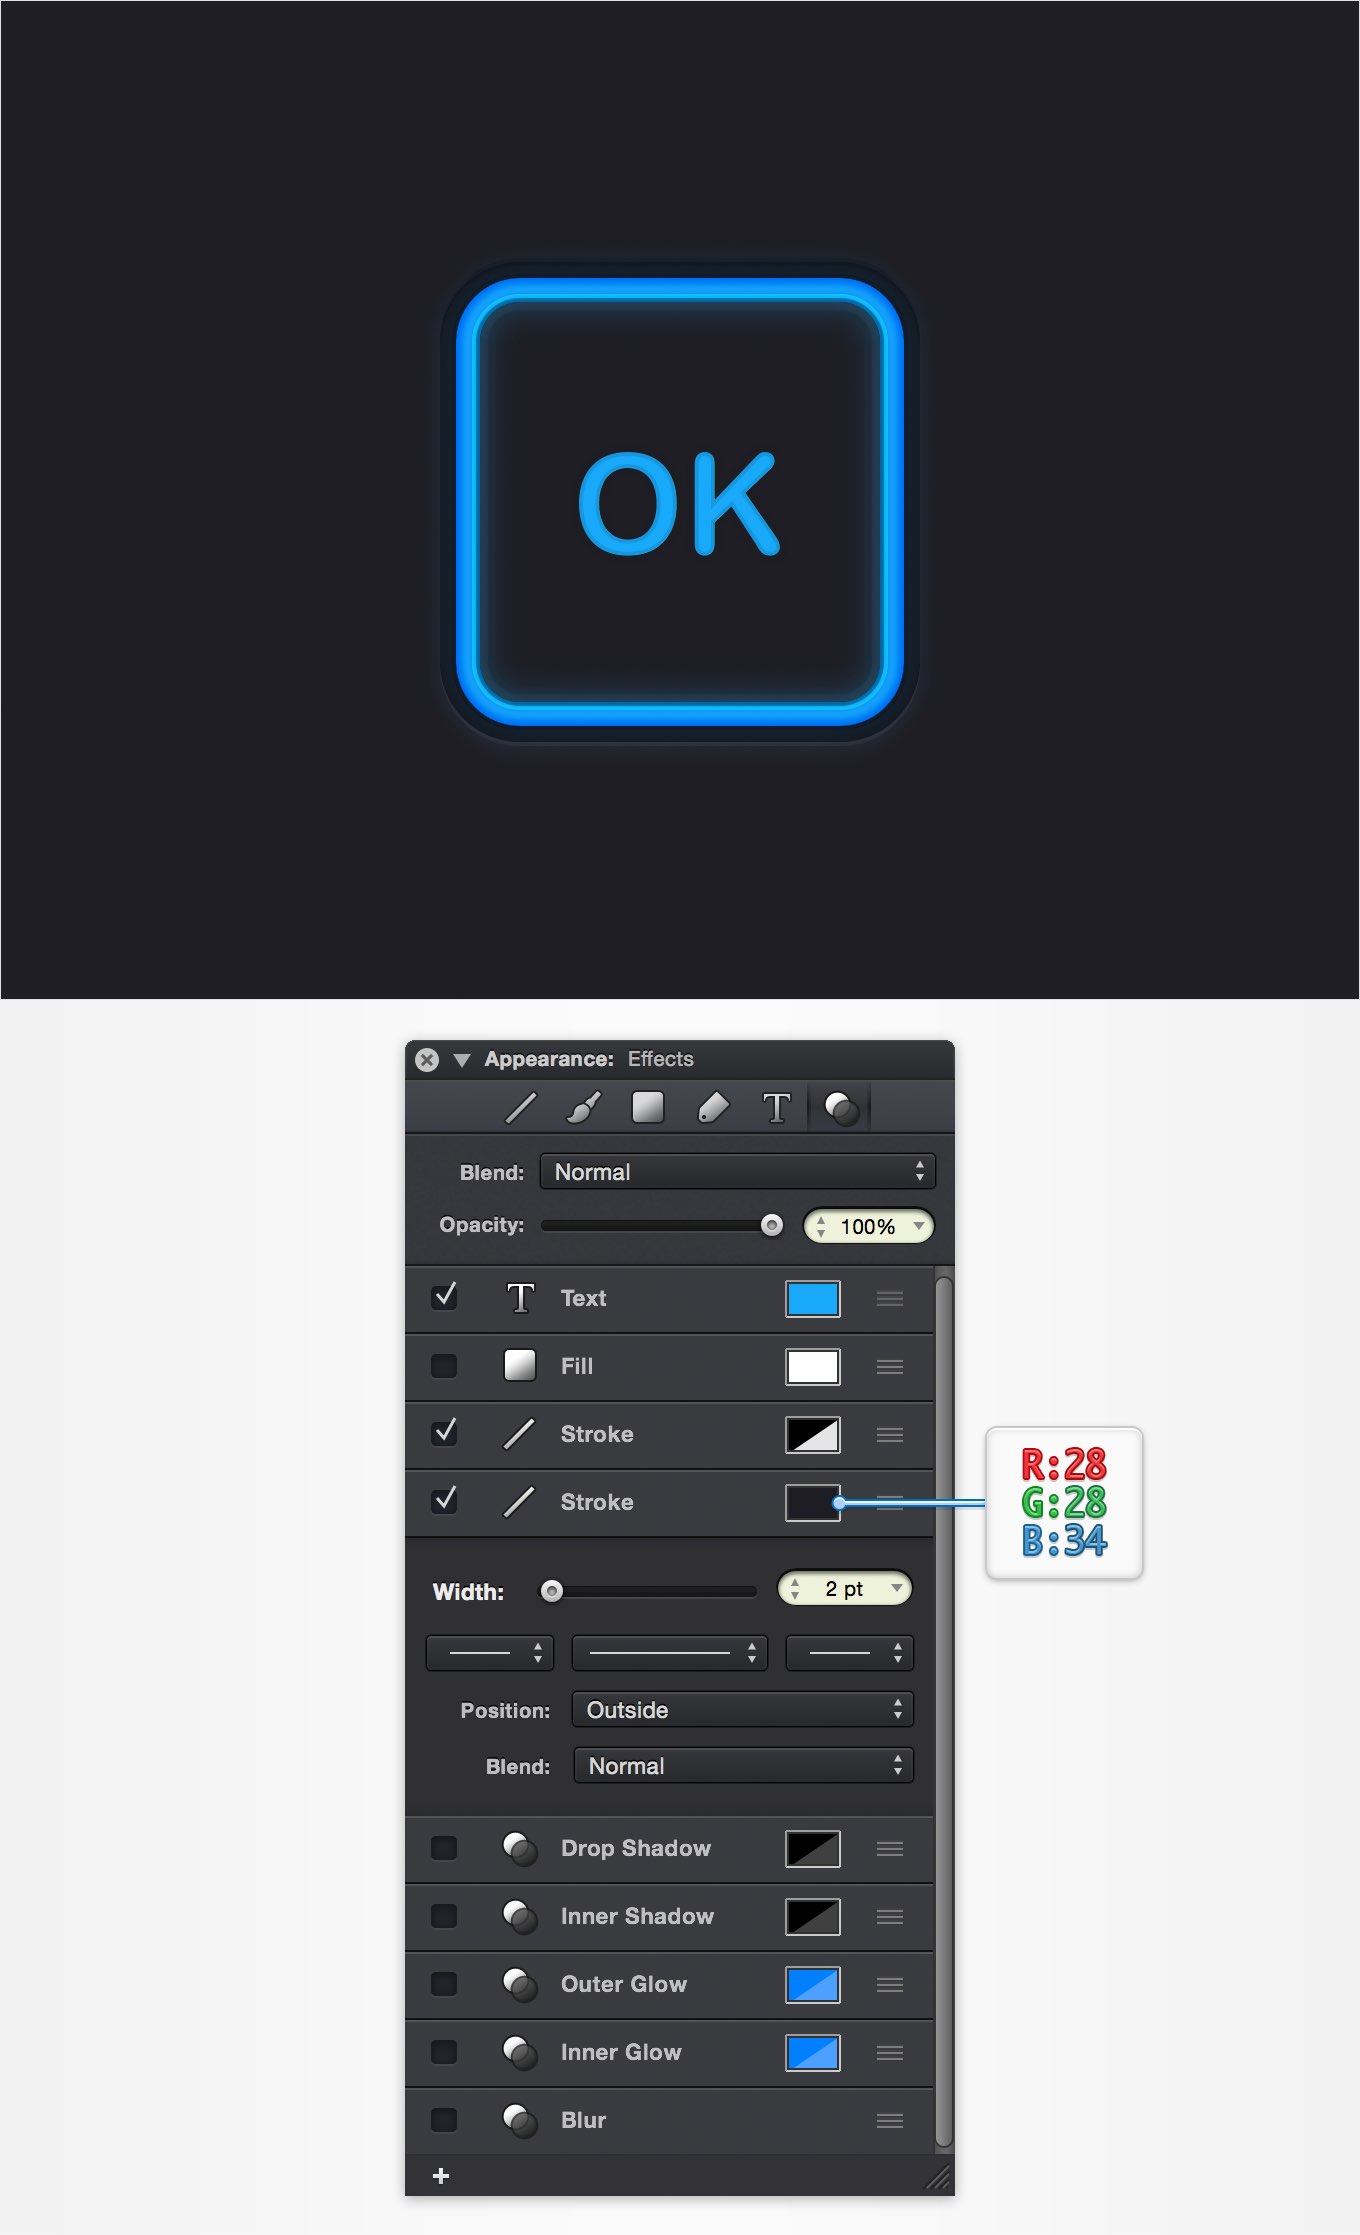 OK
Appearance: Effects
T
Blend: Normal
Opacity: 100%
T Text
Fill
Stroke
Stroke
R:28
G:28
B:34
Width: 2 pt
Position: Outside
Blend: Normal
Drop Shadow
Inner Shadow
Outer Glow
Inner Glow
Blur
+